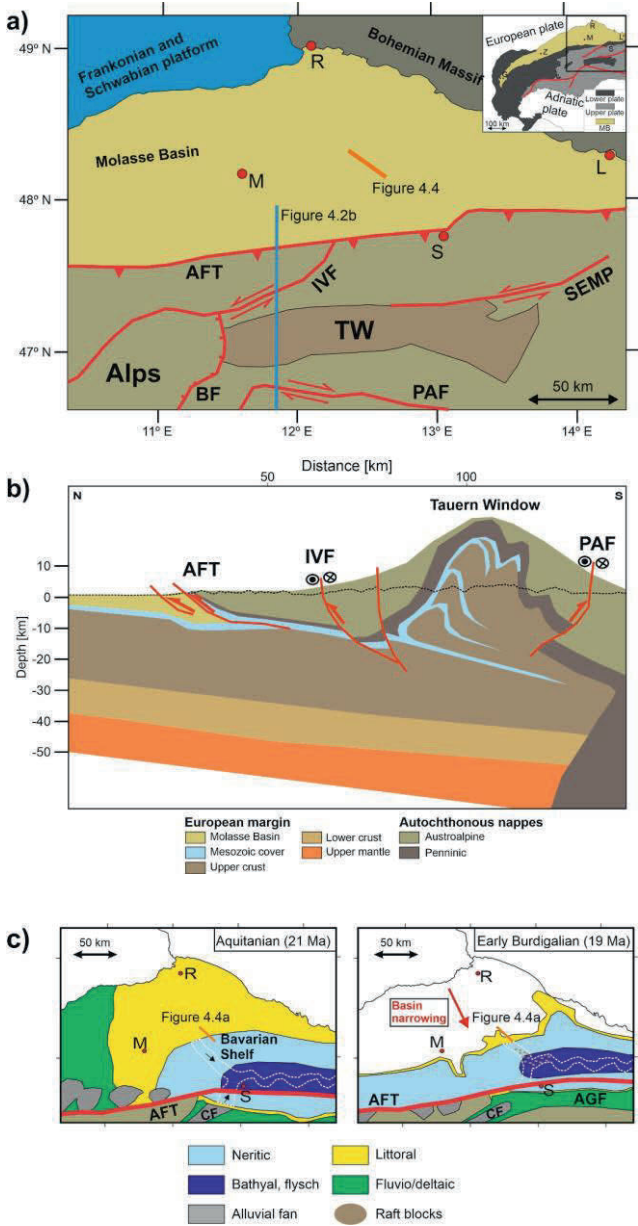 a)
49°N
48°N
47°N
Frankonian and
Schwabian platform
Bohemian Massif
R
European plate
R
Z
M
L
S
G
Adriatic
plate
Lower plate
Upper plate
MB
100 km
Molasse Basin
M
L
Figure 4.4
Figure 4.2b
S
AFT
IVF
SEMP
TW
Alps
BF
PAF
50 km
11°E
12°E
13°E
14°E
Distance [km]
50
100
b)
N
S
Tauern Window
AFT
IVF
PAF
10
0
-10
-20
-30
-40
-50
Depth [km]
European margin
Molasse Basin
Mesozoic cover
Upper crust
Lower crust
Upper mantle
Autochthonous nappes
Austroalpine
Penninic
c)
50 km
Aquitanian (21 Ma)
R
M
Figure 4.4a
Bavarian
Shelf
S
AFT
CF
50 km
Early Burdigalian (19 Ma)
R
Basin
narrowing
Figure 4.4a
M
S
AFT
CF
AGF
Neritic
Littoral
Bathyal, flysch
Fluvio/deltaic
Alluvial fan
Raft blocks